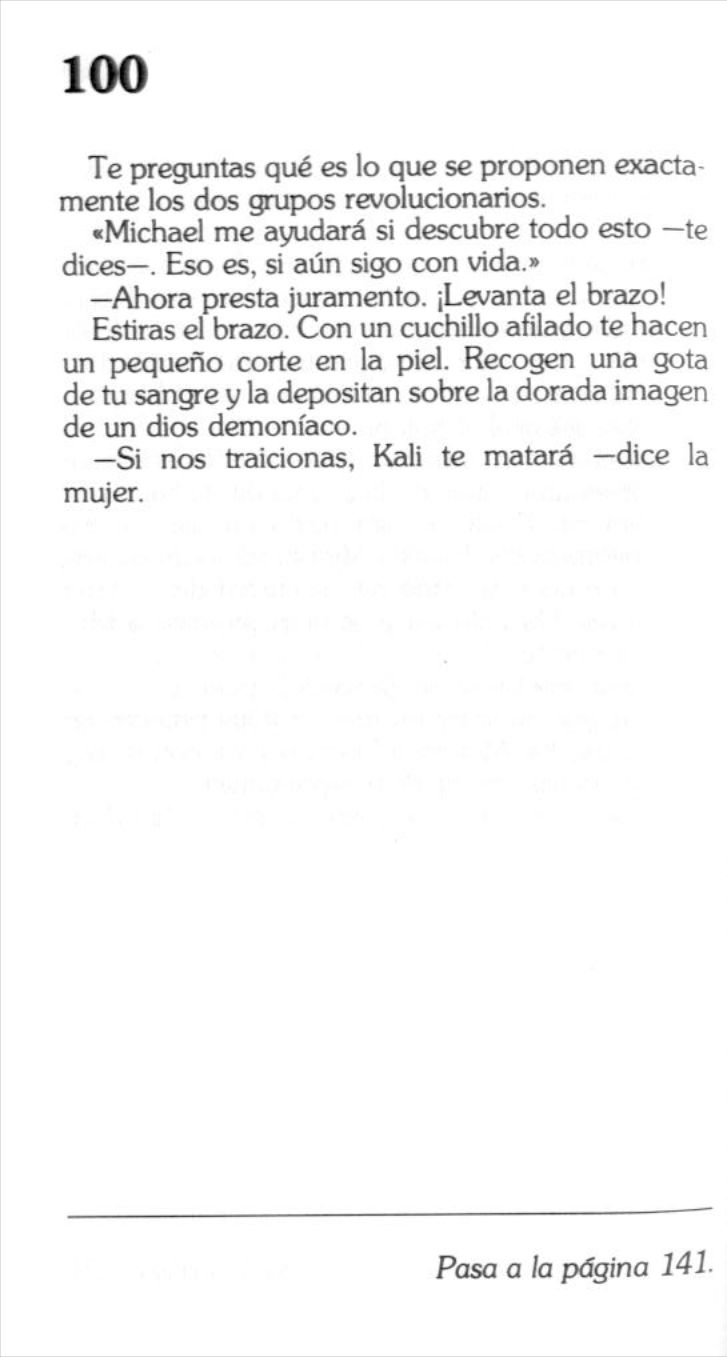 100
Te preguntas qué es lo que se proponen exacta-
mente los dos grupos revolucionarios.
«Michael me ayudará si descubre todo esto —te
dices—. Eso es, si aún sigo con vida.»
—Ahora presta juramento. ¡Levanta el brazo!
Estiras el brazo. Con un cuchillo afilado te hacen
un pequeño corte en la piel. Recogen una gota
de tu sangre y la depositan sobre la dorada imagen
de un dios demoníaco.
—Si nos traicionas, Kali te matará —dice la
mujer.
Pasa a la página 141.